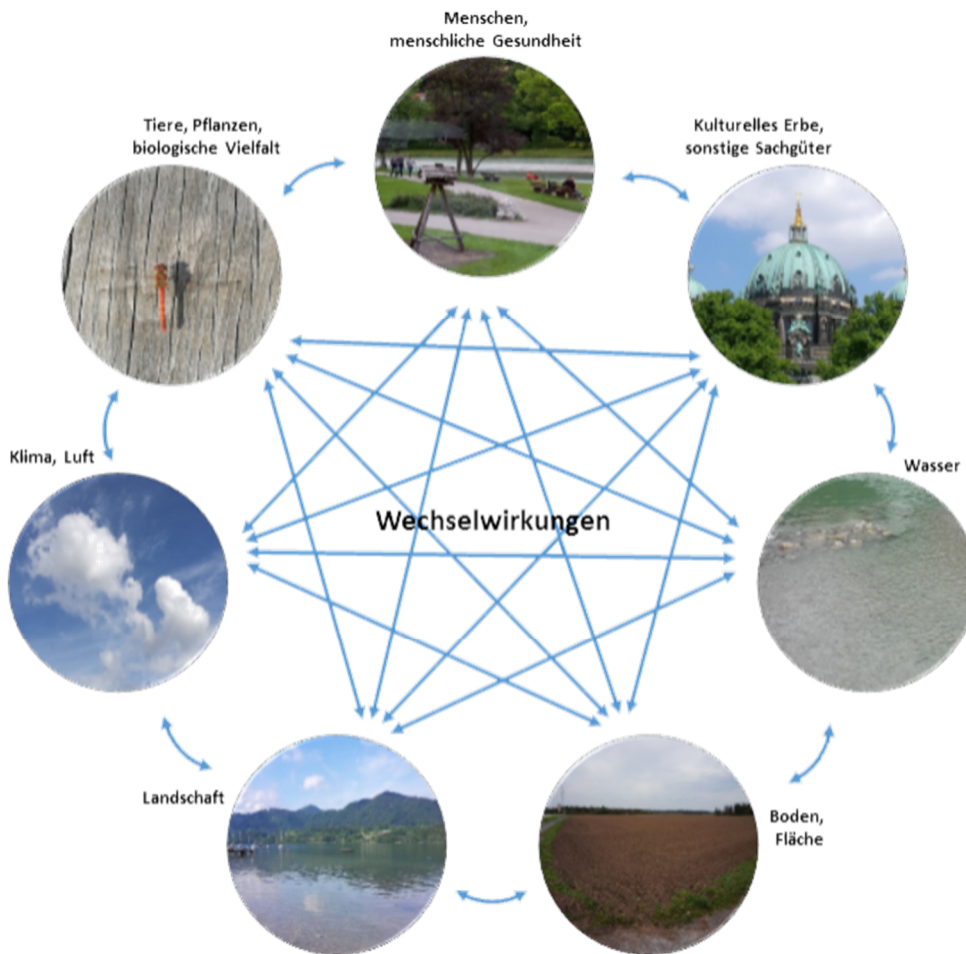 Menschen,
menschliche Gesundheit
Tiere, Pflanzen,
biologische Vielfalt
Kulturelles Erbe,
sonstige Sachgüter
Klima, Luft
Wasser
Wechselwirkungen
Landschaft
Boden,
Fläche